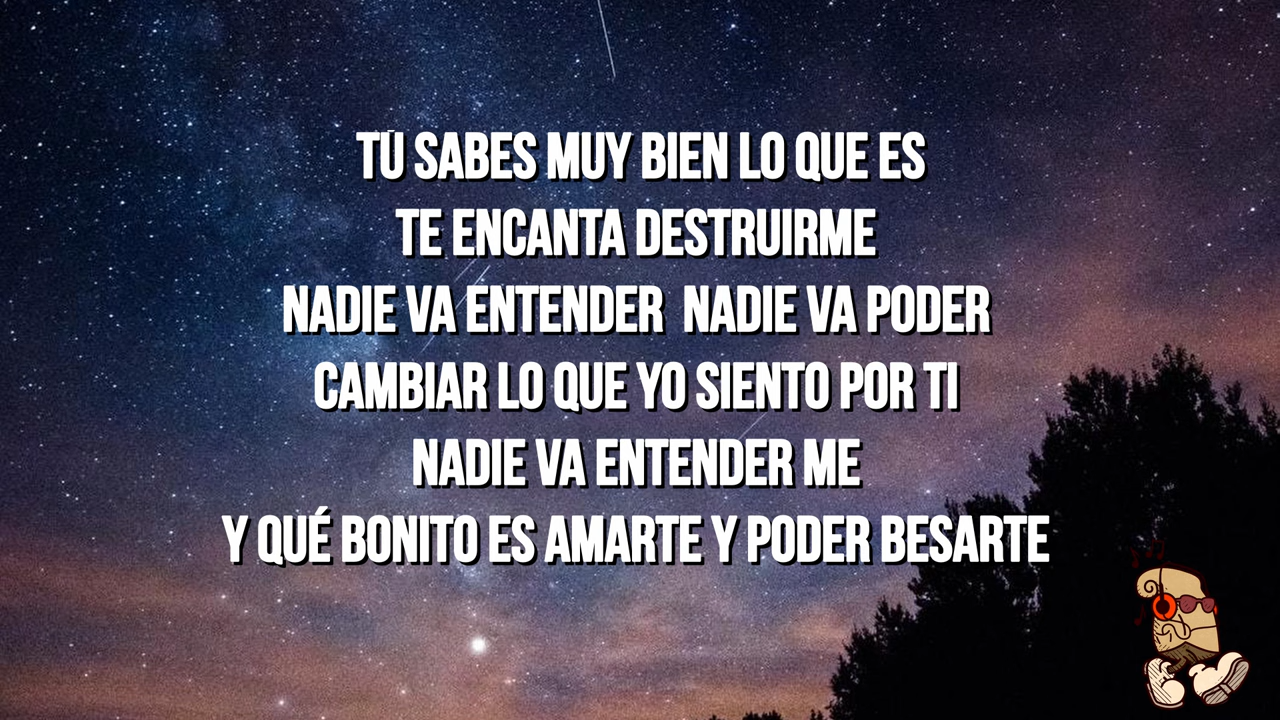 TÚ SABES MUY BIEN LO QUE ES
TE ENCANTA DESTRUIRME
NADIE VA ENTENDER NADIE VA PODER
CAMBIAR LO QUE YO SIENTO POR TI
NADIE VA ENTENDER ME
Y QUÉ BONITO ES AMARTE Y PODER BESARTE